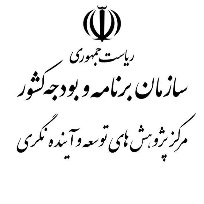 ریاست جمهوری
سازمان برنامه و بودجه کشور
مرکز پژوهش های توسعه و آینده نگری